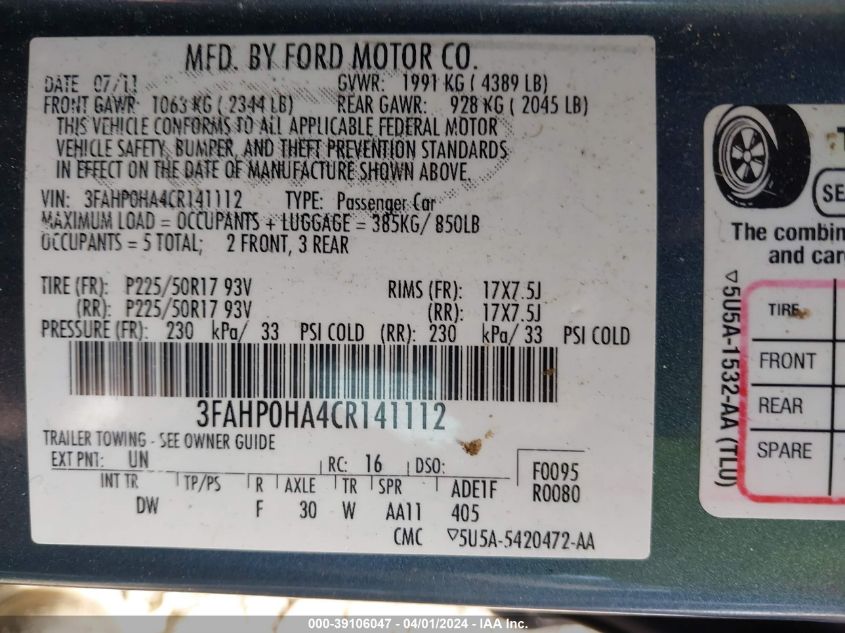 MFD. BY FORD MOTOR CO.
DATE 07/11 GVWR: 1991 KG ( 4389 LB)
FRONT GAWR: 1063 KG ( 2344 LB) REAR GAWR: 928 KG ( 2045 LB)
THIS VEHICLE CONFORMS TO ALL APPLICABLE FEDERAL MOTOR
VEHICLE SAFETY, BUMPER, AND THEFT PREVENTION STANDARDS
IN EFFECT ON THE DATE OF MANUFACTURE SHOWN ABOVE.
VIN: 3FAHP0HA4CR141112 TYPE: Passenger Car
MAXIMUM LOAD = OCCUPANTS + LUGGAGE = 385KG/ 850LB
OCCUPANTS = 5 TOTAL; 2 FRONT, 3 REAR
TIRE (FR): P225/50R17 93V RIMS (FR): 17X7.5J
(RR): P225/50R17 93V (RR): 17X7.5J
PRESSURE (FR): 230 kPa/ 33 PSI COLD (RR): 230 kPa/ 33 PSI COLD
3FAHP0HA4CR141112
TRAILER TOWING - SEE OWNER GUIDE
EXT PNT: UN RC: 16 DSO: F0095
R0080
INT TR TP/PS R AXLE TR SPR ADE1F
DW F 30 W AA11 405
CMC ▽5U5A-5420472-AA
T
SE
The combin
and carg
▽5U5A-1532-AA (TLU)
TIRE
FRONT
REAR
SPARE
000-39106047 - 04/01/2024 - IAA Inc.